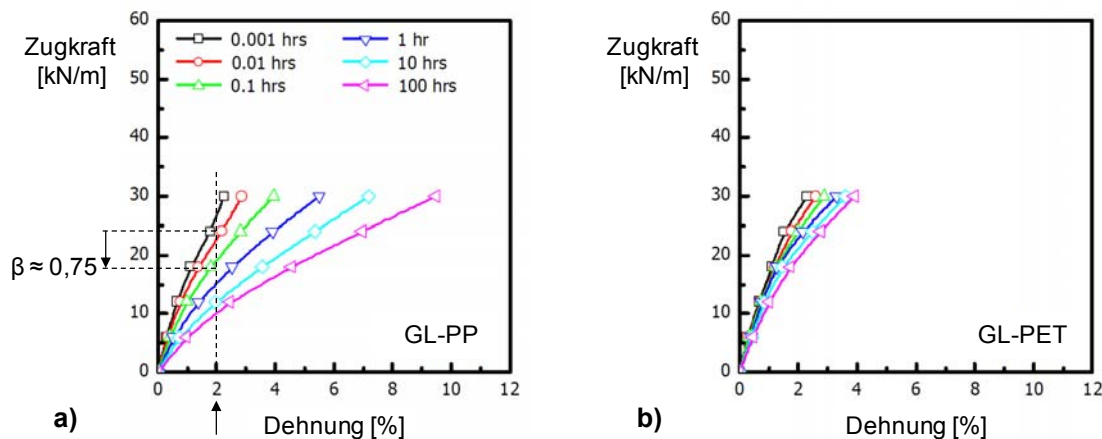 Zugkraft
[kN/m]
60
50
40
30
20
10
0
0.001 hrs
0.01 hrs
0.1 hrs
1 hr
10 hrs
100 hrs
β ≈ 0,75
GL-PP
0 2 4 6 8 10 12
a)
Dehnung [%]
Zugkraft
[kN/m]
60
50
40
30
20
10
0
GL-PET
0 2 4 6 8 10 12
b)
Dehnung [%]